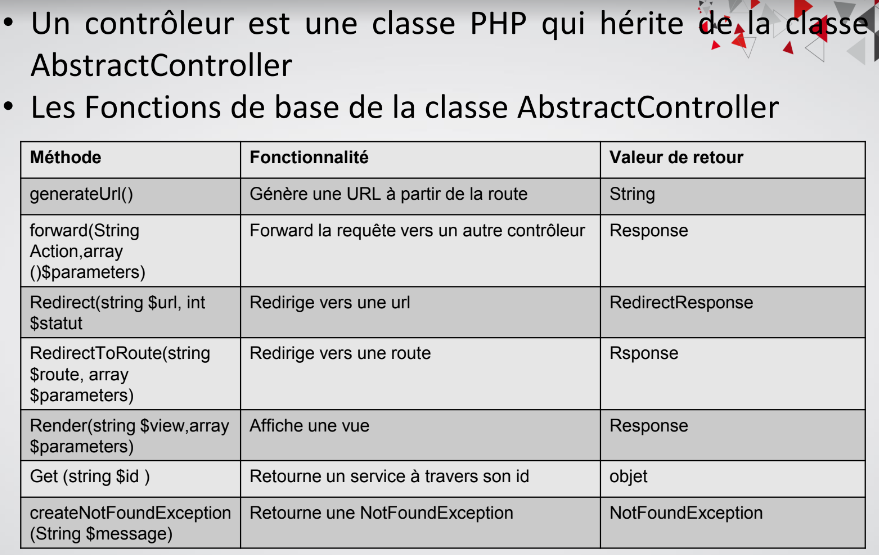 • Un contrôleur est une classe PHP qui hérite de la classe
AbstractController
• Les Fonctions de base de la classe AbstractController
Méthode Fonctionnalité Valeur de retour
generateUrl() Génère une URL à partir de la route String
forward(String Forward la requête vers un autre contrôleur Response
Action,array
()$parameters)
Redirect(string $url, int Redirige vers une url RedirectResponse
$statut
RedirectToRoute(string Redirige vers une route Rsponse
$route, array
$parameters)
Render(string $view,array Affiche une vue Response
$parameters)
Get (string $id ) Retourne un service à travers son id objet
createNotFoundException Retourne une NotFoundException NotFoundException
(String $message)